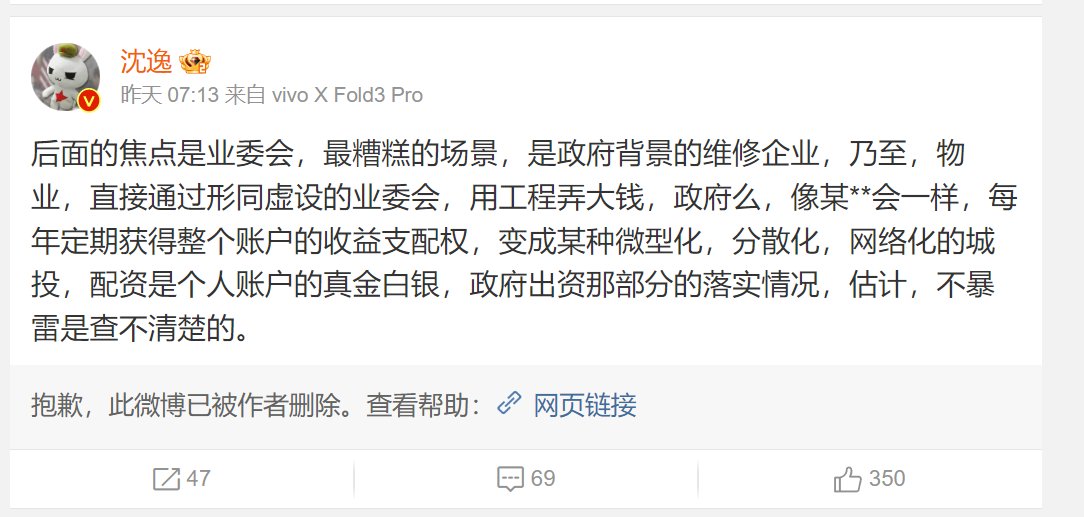 沈逸
昨天 07:13 来自 vivo X Fold3 Pro
后面的焦点是业委会，最糟糕的场景，是政府背景的维修企业，乃至，物
业，直接通过形同虚设的业委会，用工程弄大钱，政府么，像某**会一样，每
年定期获得整个账户的收益支配权，变成某种微型化，分散化，网络化的城
投，配资是个人账户的真金白银，政府出资那部分的落实情况，估计，不暴
雷是查不清楚的。
抱歉，此微博已被作者删除。查看帮助： 网页链接
47
69
350